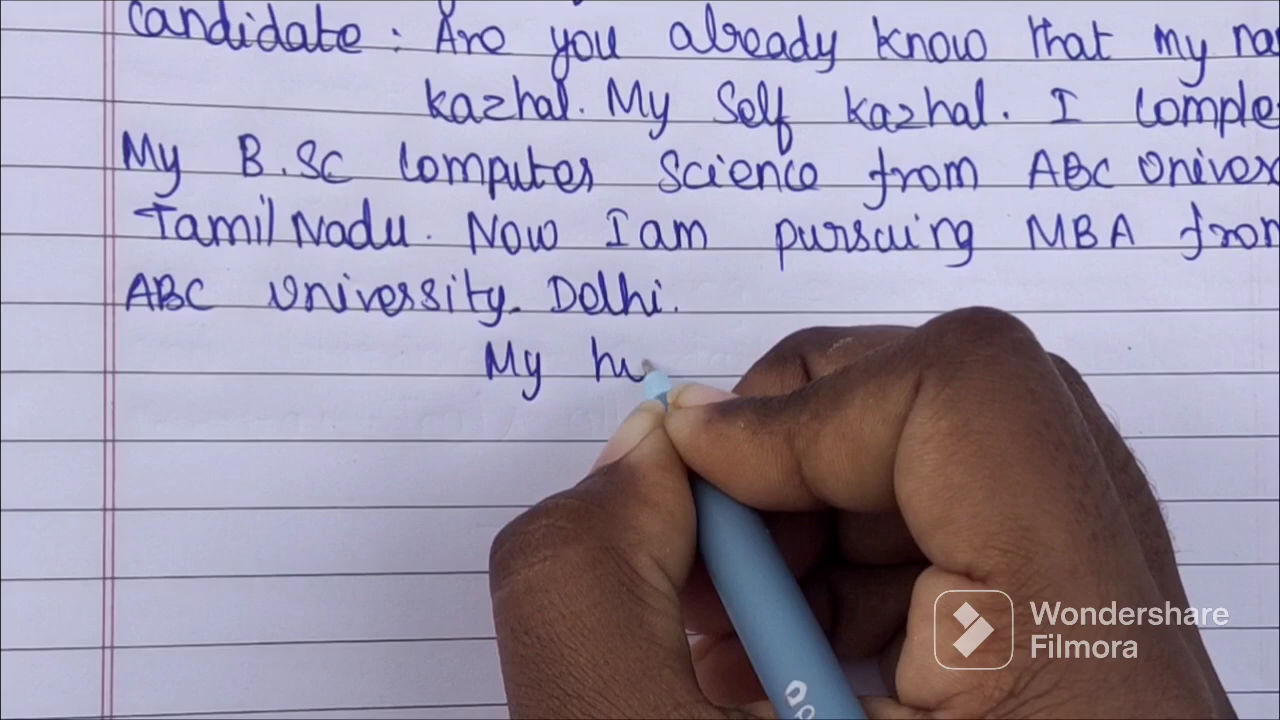 Candidate : Are you already know that my na
Kazhal. My Self Kazhal. I Comple
My B.Sc Computer Science from ABC Univer
Tamil Nadu. Now I am pursuing MBA from
ABC University. Delhi.
My hu
Wondershare
Filmora